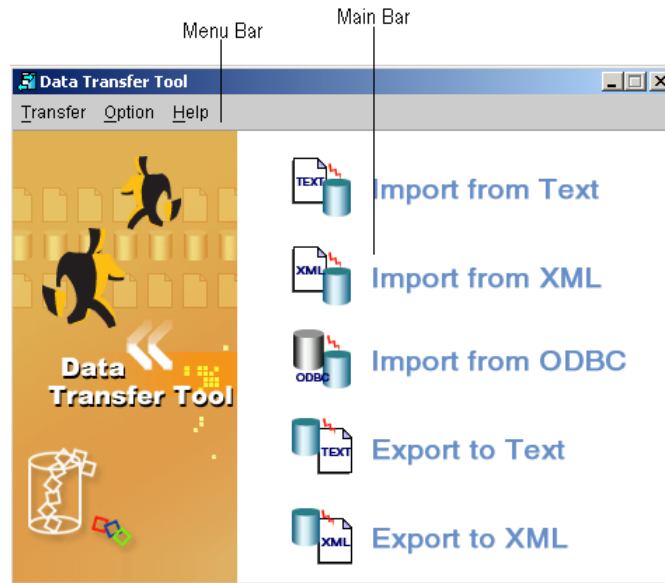 Menu Bar
Main Bar
Data Transfer Tool
Transfer Option Help
TEXT
Import from Text
XML
Import from XML
ODBC
Import from ODBC
TEXT
Export to Text
XML
Export to XML
Data
Transfer Tool